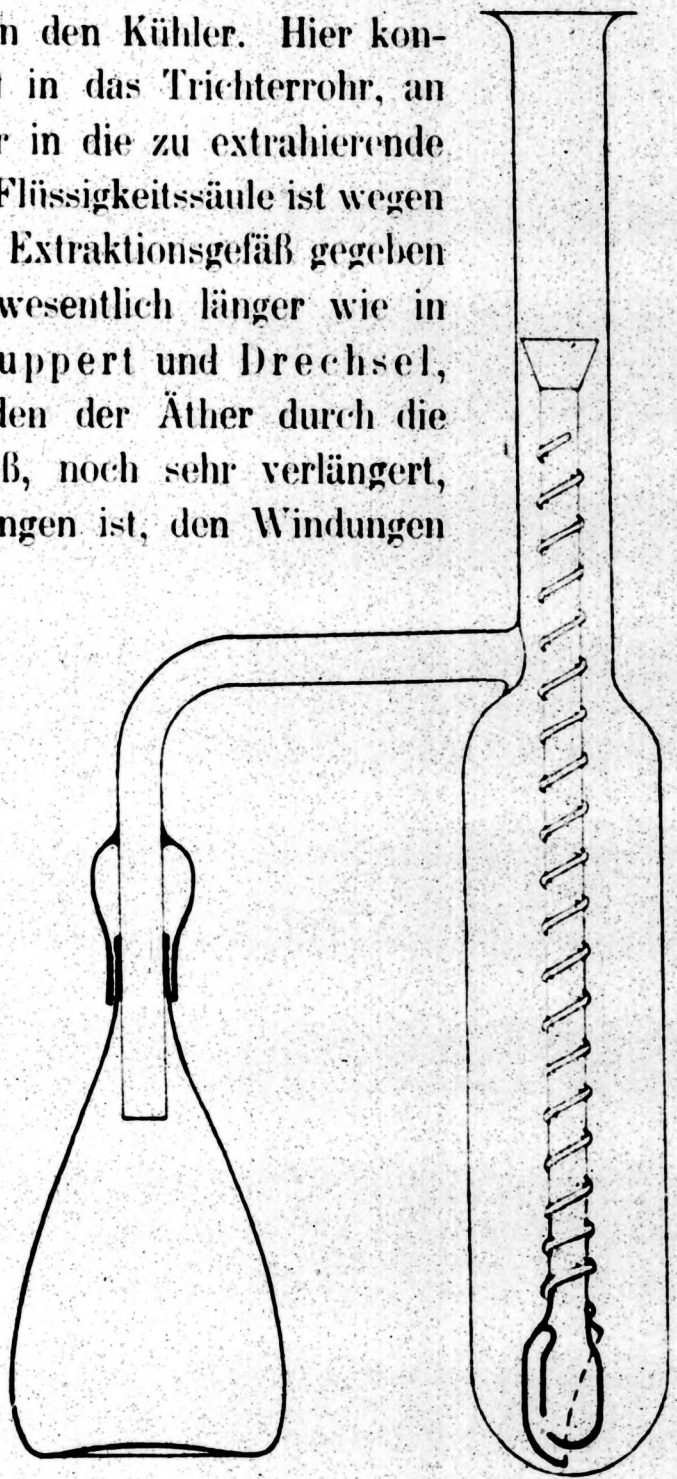 den Kühler. Hier kon-
in das Trichterrohr, an
in die zu extrahierende
Flüssigkeitssäule ist wegen
Extraktionsgefäß gegeben
wesentlich länger wie in
uppert und Drechsel,
den der Äther durch die
ß, noch sehr verlängert,
ngen ist, den Windungen